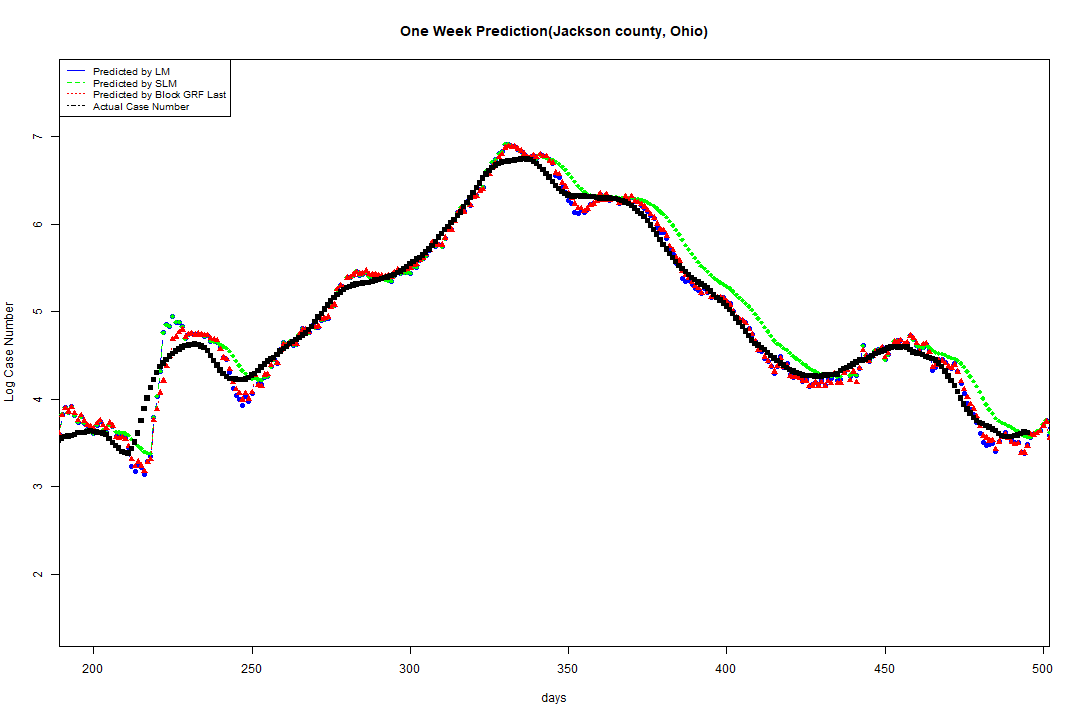 One Week Prediction(Jackson county, Ohio)
Predicted by LM
Predicted by SLM
Predicted by Block GRF Last
Actual Case Number
Log Case Number
7
6
5
4
3
2
200 250 300 350 400 450 500
days